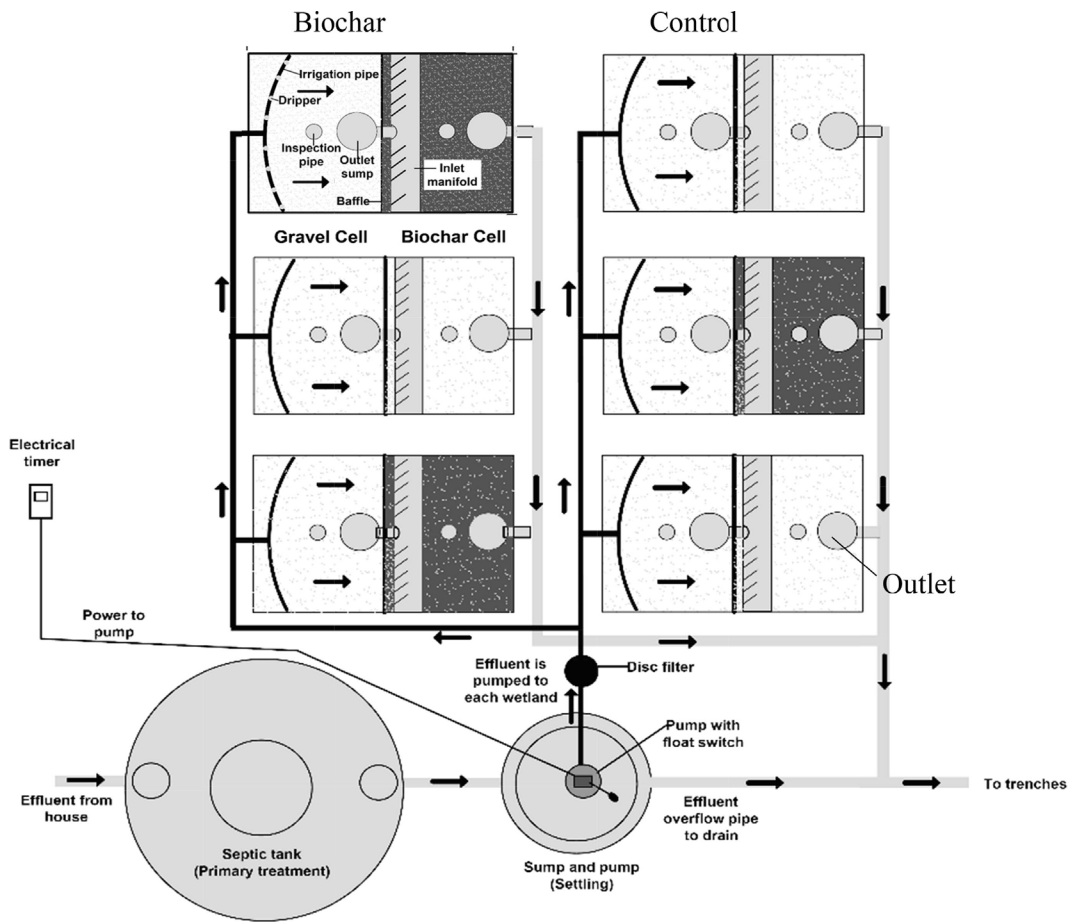 Biochar
Control
Irrigation pipe
Dripper
Inspection
pipe
Outlet
sump
Inlet
manifold
Baffle
Gravel Cell
Biochar Cell
Electrical
timer
Outlet
Power to
pump
Effluent is
pumped to
each wetland
Disc filter
Pump with
float switch
Effluent from
house
Effluent
overflow pipe
to drain
To trenches
Septic tank
(Primary treatment)
Sump and pump
(Settling)